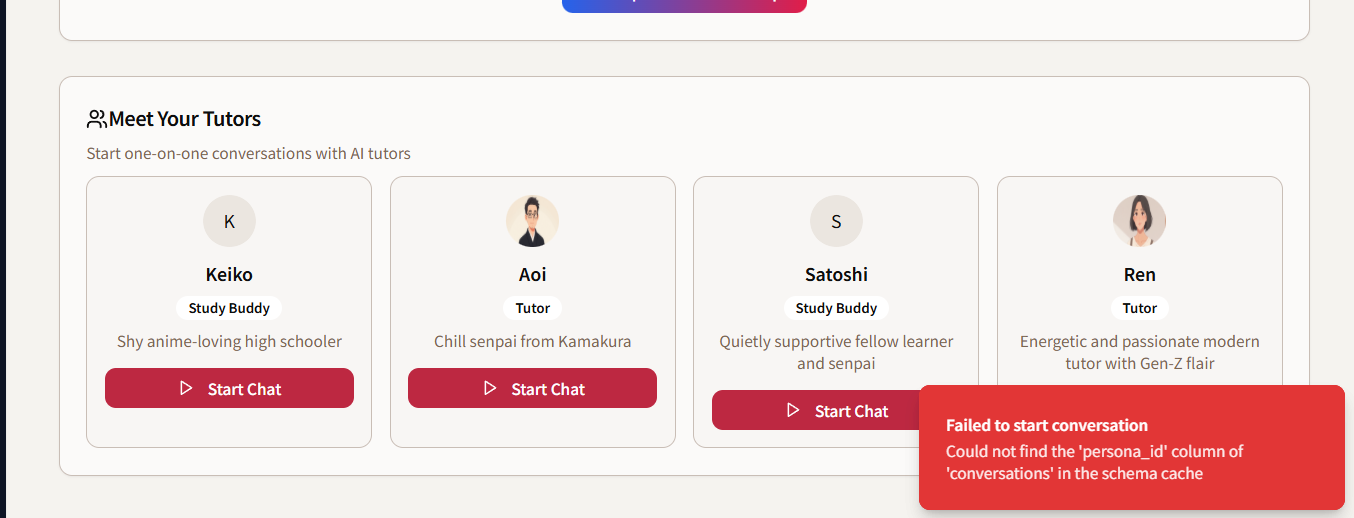 Meet Your Tutors
Start one-on-one conversations with AI tutors
K
Keiko
Study Buddy
Shy anime-loving high schooler
Start Chat
Aoi
Tutor
Chill senpai from Kamakura
Start Chat
S
Satoshi
Study Buddy
Quietly supportive fellow learner
and senpai
Start Chat
Ren
Tutor
Energetic and passionate modern
tutor with Gen-Z flair
Failed to start conversation
Could not find the 'persona_id' column of
'conversations' in the schema cache